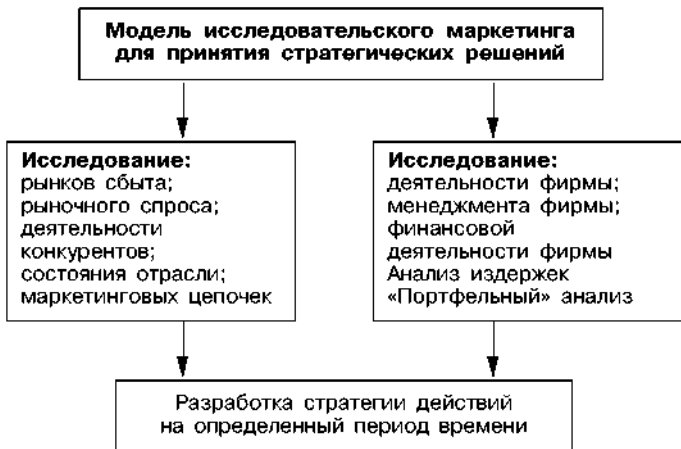 Модель исследовательского маркетинга
для принятия стратегических решений
Исследование:
рынков сбыта;
рыночного спроса;
деятельности
конкурентов;
состояния отрасли;
маркетинговых цепочек
Исследование:
деятельности фирмы;
менеджмента фирмы;
финансовой
деятельности фирмы
Анализ издержек
«Портфельный» анализ
Разработка стратегии действий
на определенный период времени